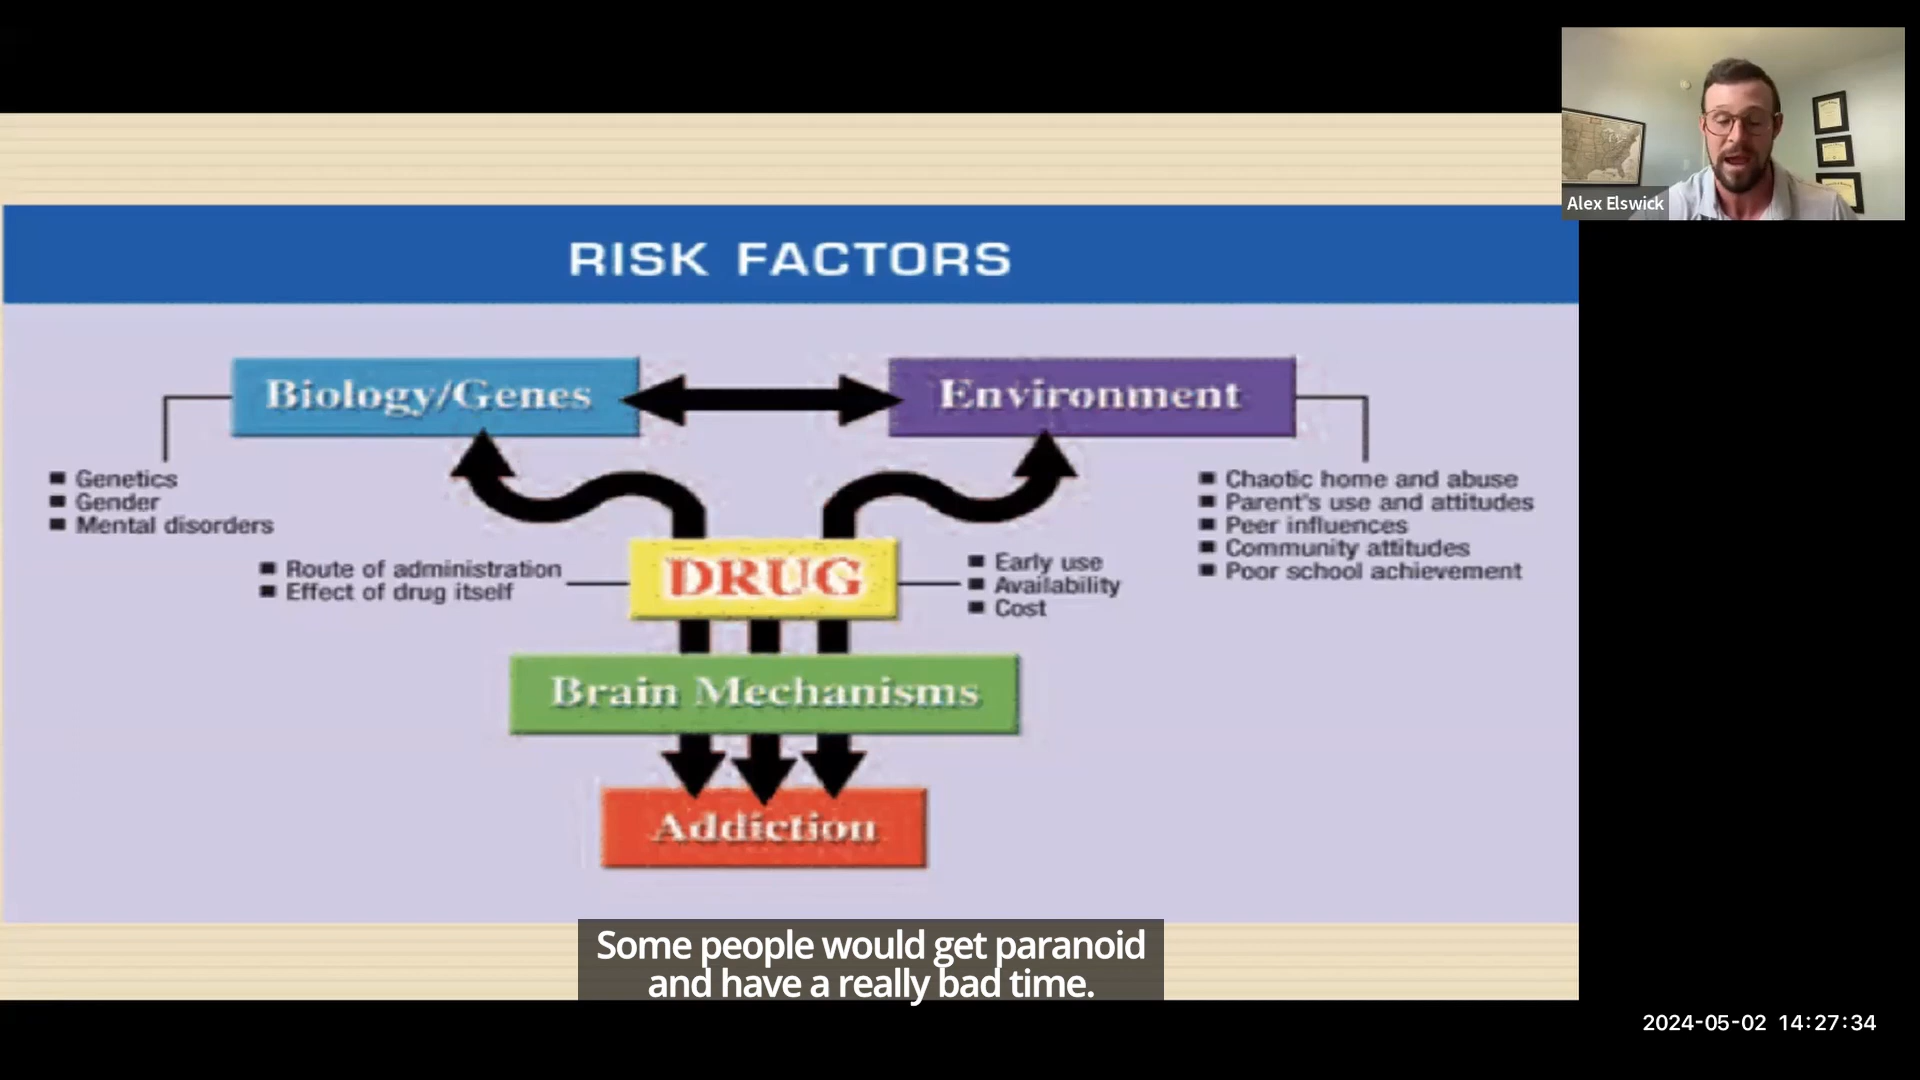 Alex Elswick
RISK FACTORS
Biology/Genes
Environment
Genetics
Gender
Mental disorders
Chaotic home and abuse
Parent's use and attitudes
Peer influences
Community attitudes
Poor school achievement
Route of administration
Effect of drug itself
DRUG
Early use
Availability
Cost
Brain Mechanisms
Addiction
Some people would get paranoid
and have a really bad time.
2024-05-02 14:27:34